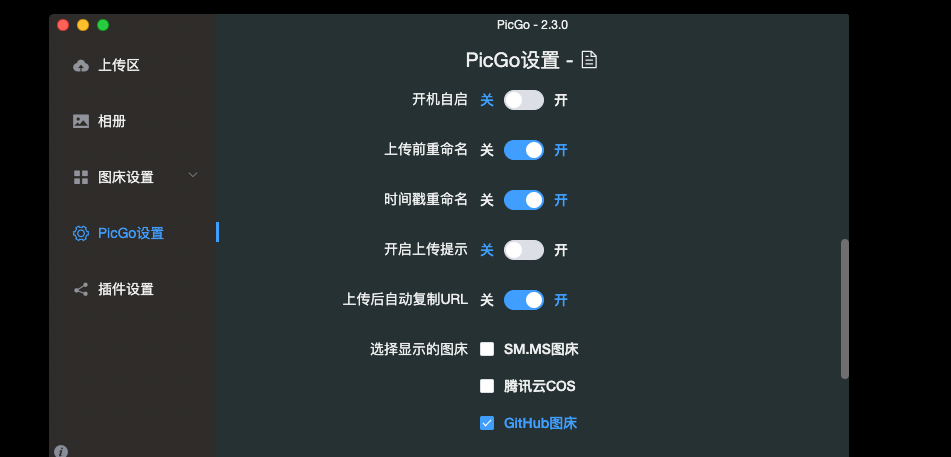 PicGo - 2.3.0
上传区
相册
图床设置
PicGo设置
插件设置
PicGo设置 -
开机自启 关 开
上传前重命名 关 开
时间戳重命名 关 开
开启上传提示 关 开
上传后自动复制URL 关 开
选择显示的图床 SM.MS图床
腾讯云COS
GitHub图床